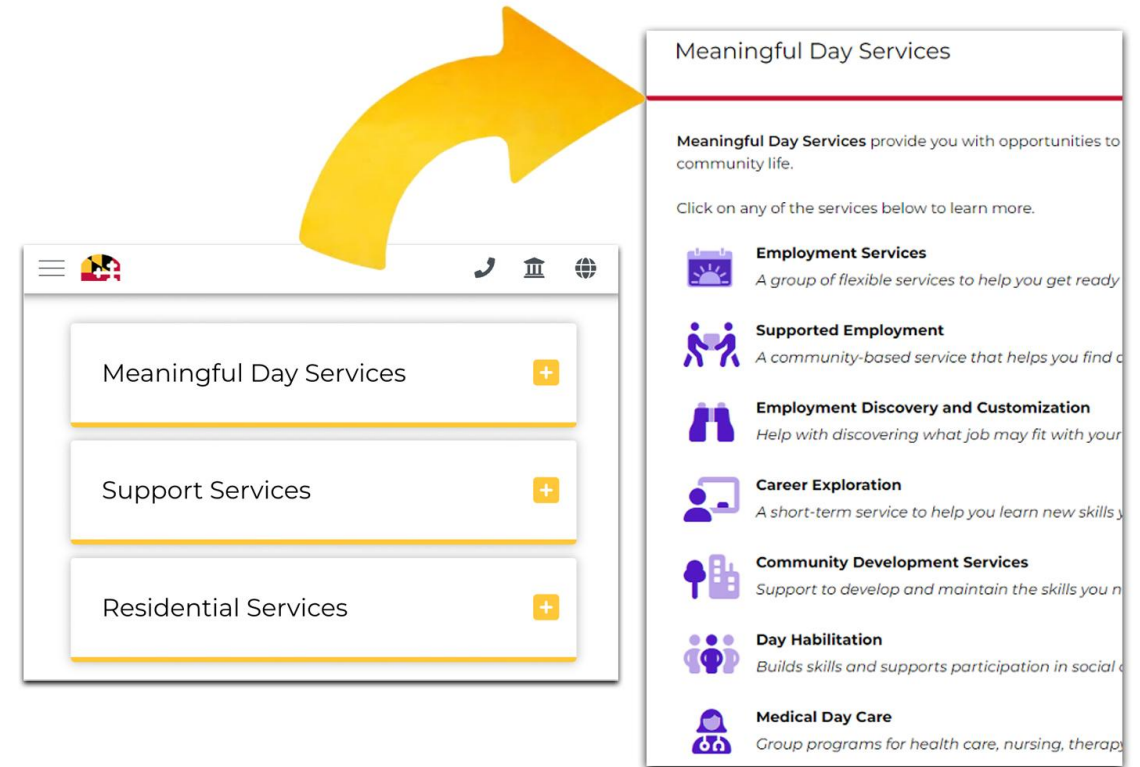 Meaningful Day Services
Support Services
Residential Services
Meaningful Day Services
Meaningful Day Services provide you with opportunities to
community life.
Click on any of the services below to learn more.
Employment Services
A group of flexible services to help you get ready
Supported Employment
A community-based service that helps you find
Employment Discovery and Customization
Help with discovering what job may fit with your
Career Exploration
A short-term service to help you learn new skills
Community Development Services
Support to develop and maintain the skills you
Day Habilitation
Builds skills and supports participation in social
Medical Day Care
Group programs for health care, nursing, therapy